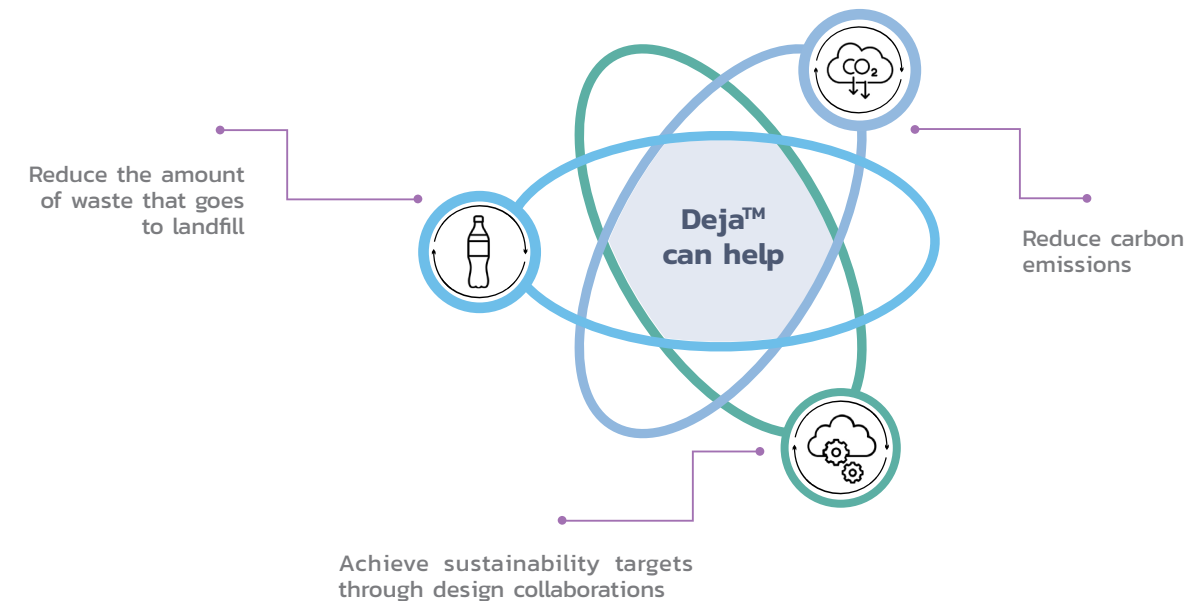 CO2
Reduce the amount
of waste that goes
to landfill
Deja™
can help
Reduce carbon
emissions
Achieve sustainability targets
through design collaborations